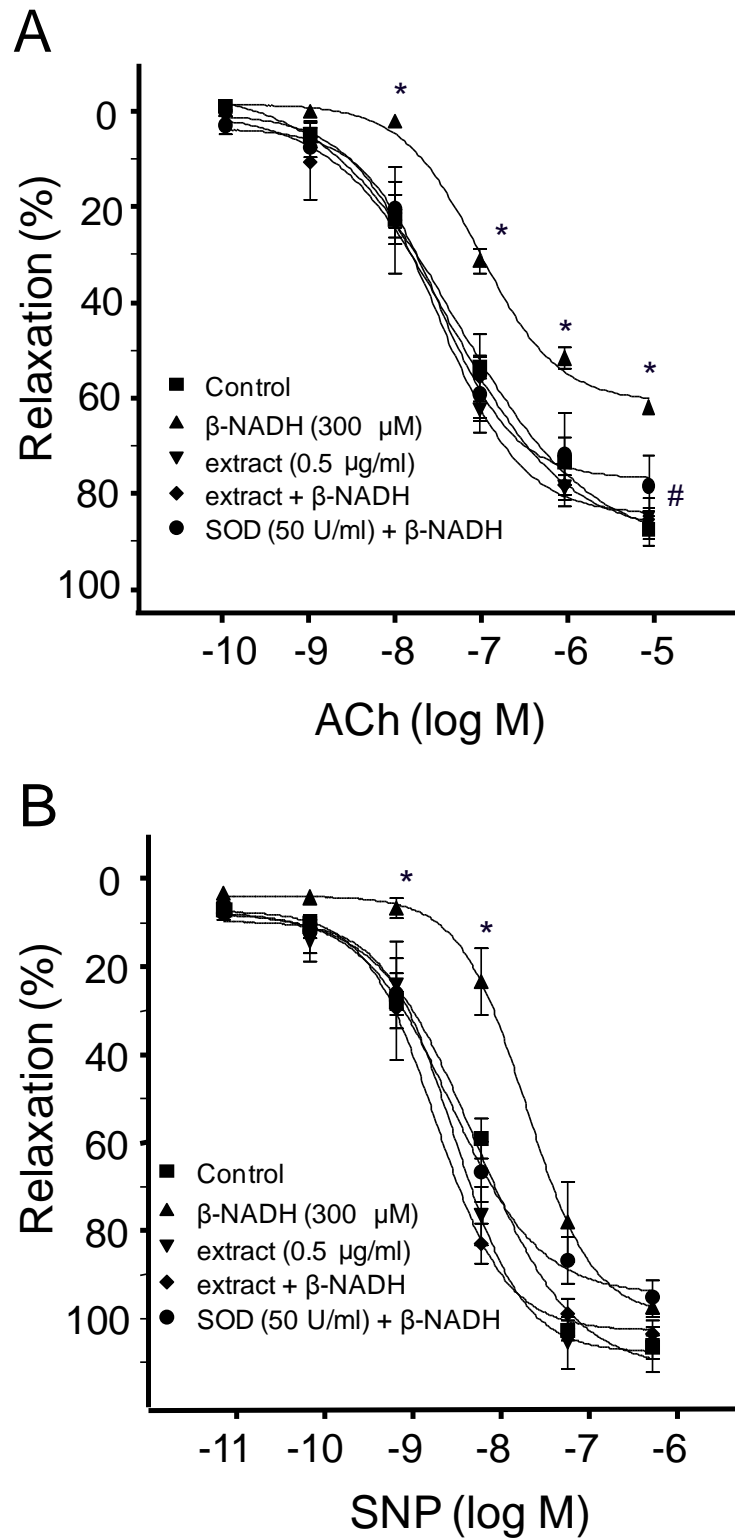 A
Relaxation (%)
0
20
40
60
80
100
*
*
*
*
#
Control
β-NADH (300 µM)
extract (0.5 µg/ml)
extract + β-NADH
SOD (50 U/ml) + β-NADH
-10 -9 -8 -7 -6 -5
ACh (log M)
B
Relaxation (%)
0
20
40
60
80
100
*
*
Control
β-NADH (300 µM)
extract (0.5 µg/ml)
extract + β-NADH
SOD (50 U/ml) + β-NADH
-11 -10 -9 -8 -7 -6
SNP (log M)